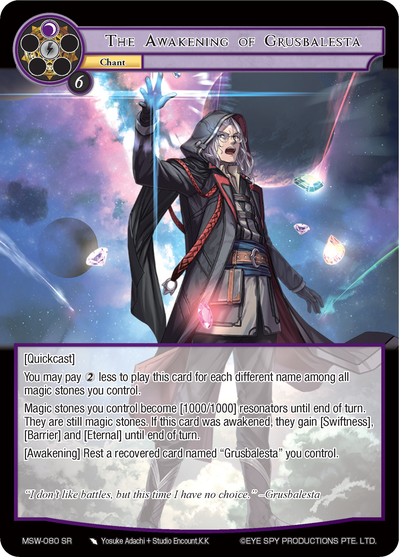 The Awakening of Grusbalesta
Chant
6
[Quickcast]
You may pay 2 less to play this card for each different name among all
magic stones you control.
Magic stones you control become [1000/1000] resonators until end of turn.
They are still magic stones. If this card was awakened, they gain [Swiftness],
[Barrier] and [Eternal] until end of turn.
[Awakening] Rest a recovered card named “Grusbalesta” you control.
“I don't like battles, but this time I have no choice.” –Grusbalesta
MSW-080 SR Yosuke Adachi + Studio Encount.K.K ©EYE SPY PRODUCTIONS PTE. LTD.